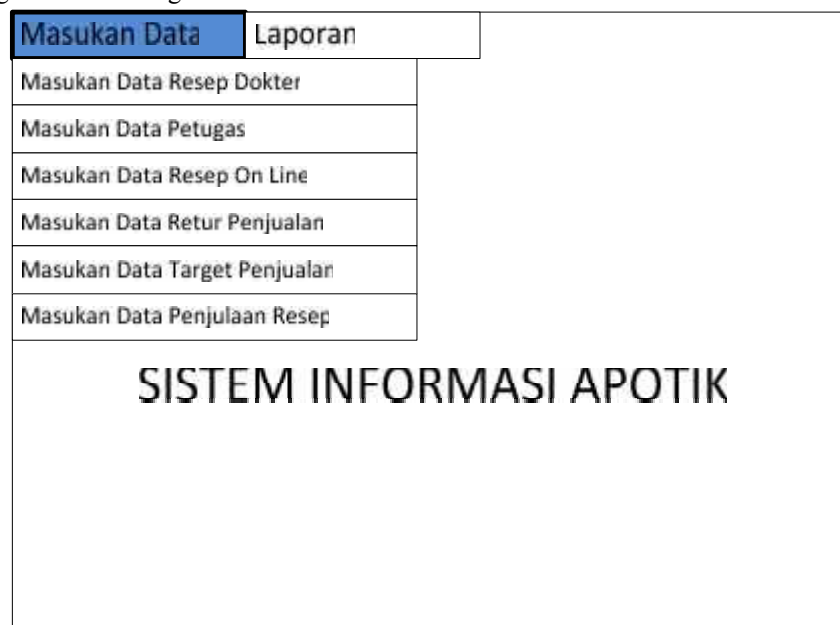 Masukan Data Laporan
Masukan Data Resep Dokter
Masukan Data Petugas
Masukan Data Resep On Line
Masukan Data Retur Penjualan
Masukan Data Target Penjualan
Masukan Data Penjulaan Resep
SISTEM INFORMASI APOTIK